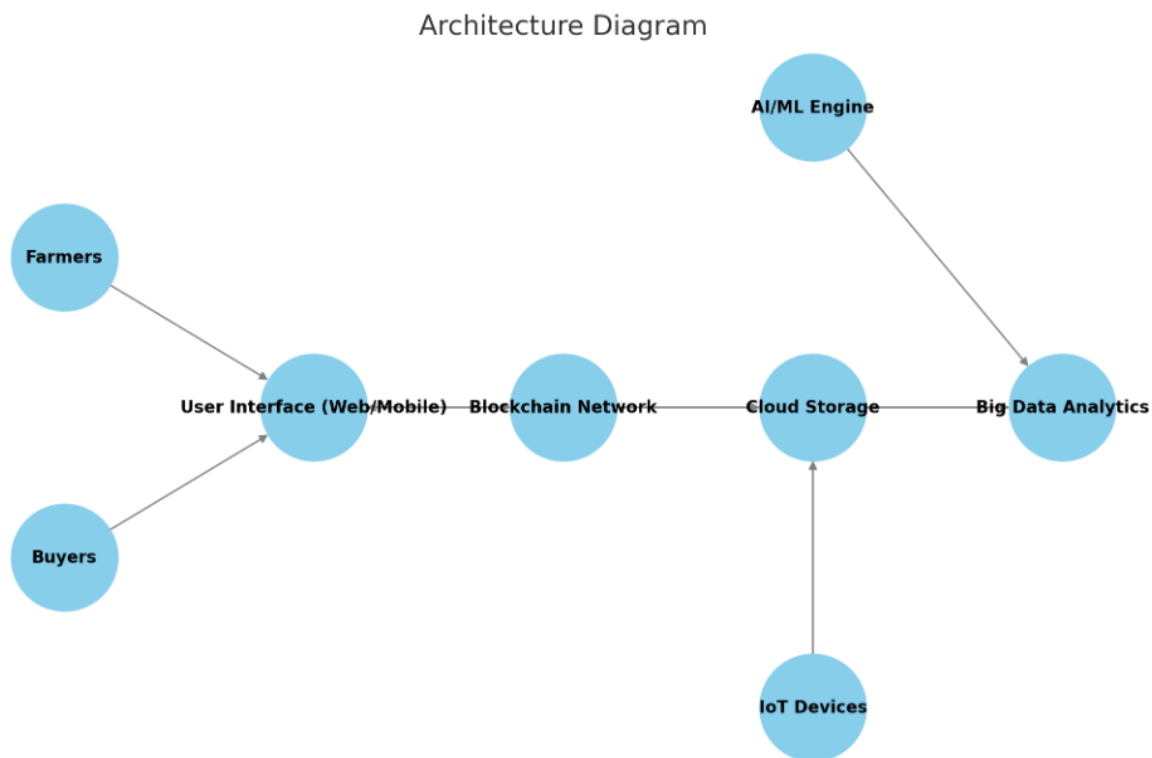 Architecture Diagram
AI/ML Engine
Farmers
User Interface (Web/Mobile)
Blockchain Network
Cloud Storage
Big Data Analytics
Buyers
IoT Devices